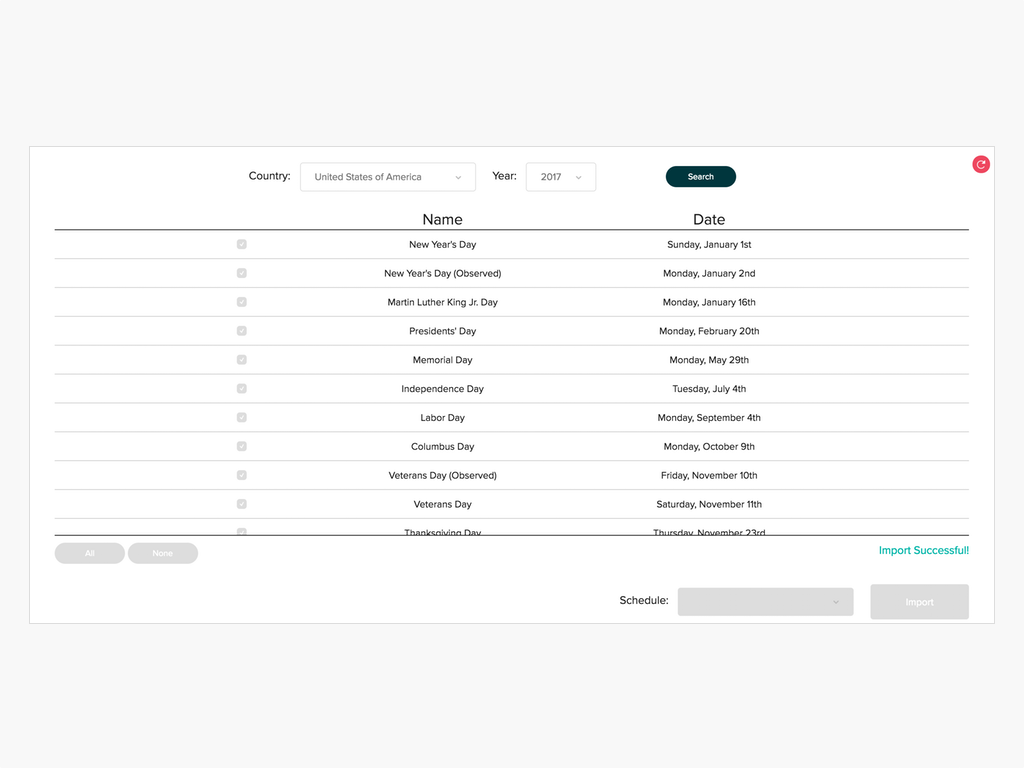 Country: United States of America Year: 2017 Search
Name Date
New Year's Day Sunday, January 1st
New Year's Day (Observed) Monday, January 2nd
Martin Luther King Jr. Day Monday, January 16th
Presidents' Day Monday, February 20th
Memorial Day Monday, May 29th
Independence Day Tuesday, July 4th
Labor Day Monday, September 4th
Columbus Day Monday, October 9th
Veterans Day (Observed) Friday, November 10th
Veterans Day Saturday, November 11th
Thanksgiving Day Thursday, November 23rd
All None Import Successful!
Schedule: Import